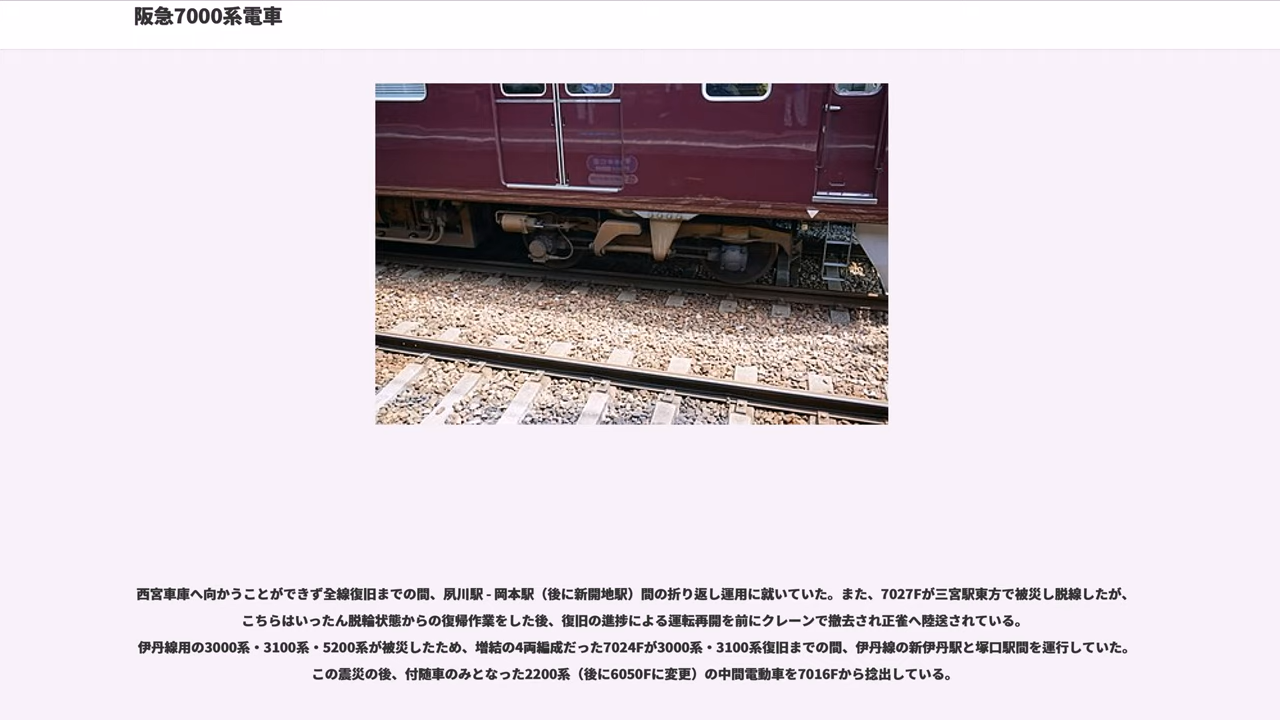 阪急7000系電車
西宮車庫へ向かうことができず全線復旧までの間、夙川駅 - 岡本駅（後に新開地駅）間の折り返し運用に就いていた。また、7027Fが三宮駅東方で被災し脱線したが、
こちらはいったん脱輪状態からの復帰作業をした後、復旧の進捗による運転再開を前にクレーンで撤去され正雀へ陸送されている。
伊丹線用の3000系・3100系・5200系が被災したため、増結の4両編成だった7024Fが3000系・3100系復旧までの間、伊丹線の新伊丹駅と塚口駅間を運行していた。
この震災の後、付随車のみとなった2200系（後に6050Fに変更）の中間電動車を7016Fから捻出している。